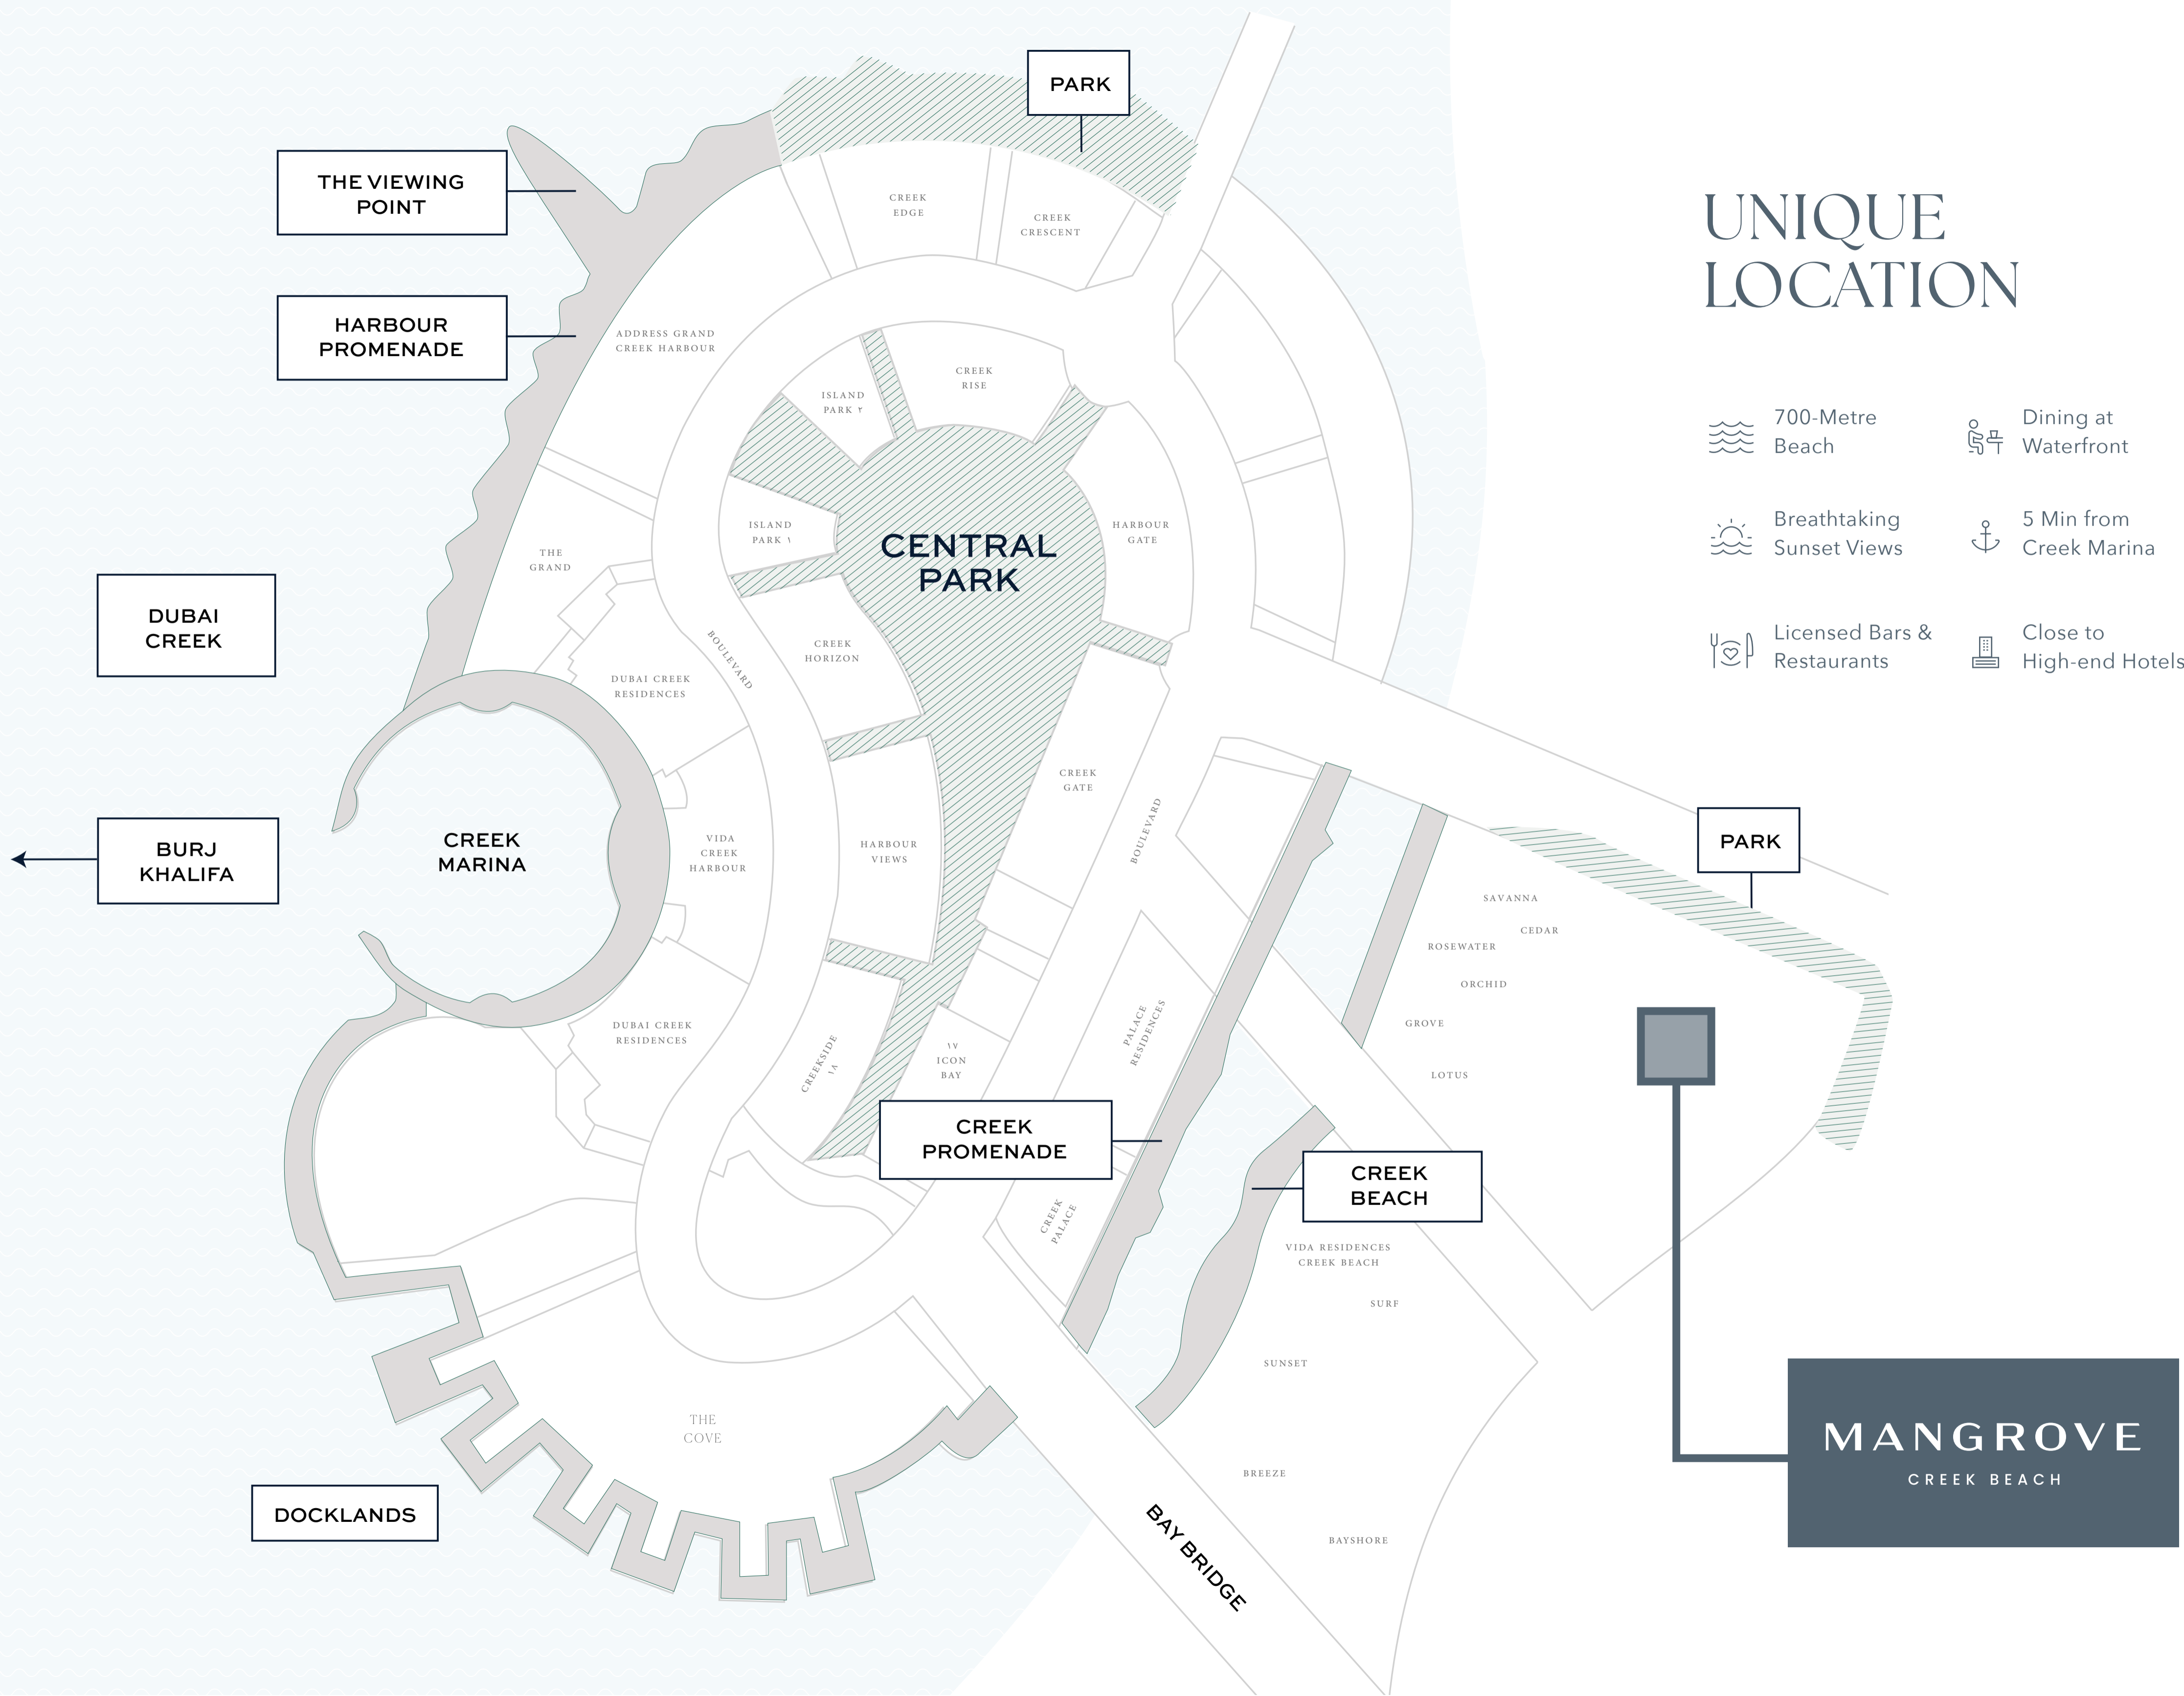 PARK
THE VIEWING
POINT
HARBOUR
PROMENADE
CREEK
EDGE
CREEK
CRESCENT
ADDRESS GRAND
CREEK HARBOUR
CREEK
RISE
ISLAND
PARK ٢
ISLAND
PARK ١
HARBOUR
GATE
CENTRAL
PARK
THE
GRAND
DUBAI
CREEK
BOULEVARD
CREEK
HORIZON
DUBAI CREEK
RESIDENCES
CREEK
GATE
BOULEVARD
BURJ
KHALIFA
CREEK
MARINA
VIDA
CREEK
HARBOUR
HARBOUR
VIEWS
DUBAI CREEK
RESIDENCES
CREEKSIDE
١٨
١٧
ICON
BAY
PALACE
RESIDENCES
CREEK
PROMENADE
CREEK
PALACE
CREEK
BEACH
PARK
SAVANNA
CEDAR
ROSEWATER
ORCHID
GROVE
LOTUS
VIDA RESIDENCES
CREEK BEACH
SURF
SUNSET
BREEZE
BAYSHORE
BAY BRIDGE
THE
COVE
DOCKLANDS
UNIQUE
LOCATION
700-Metre
Beach
Dining at
Waterfront
Breathtaking
Sunset Views
5 Min from
Creek Marina
Licensed Bars &
Restaurants
Close to
High-end Hotels
MANGROVE
CREEK BEACH